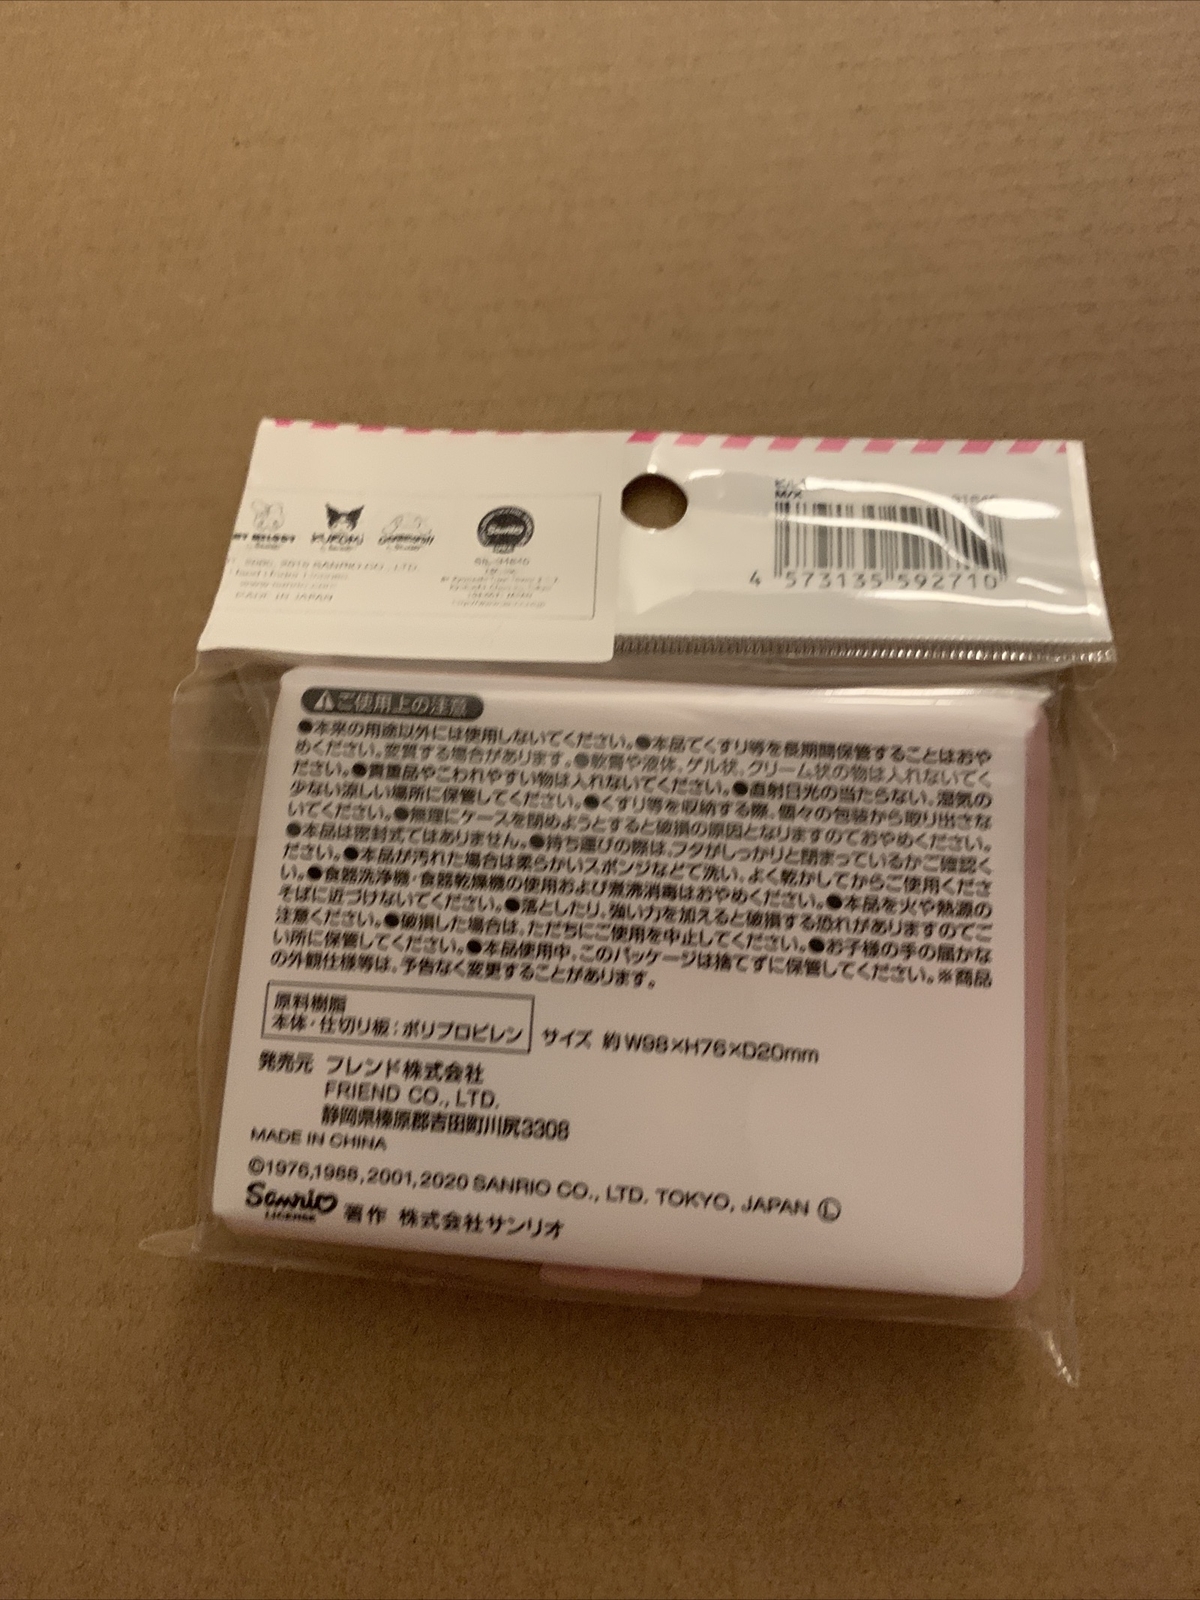 KUROMI
Sanrio
SANRIO CO., LTD.
MADE IN JAPAN
M/X
4 573135 592710
ご使用上の注意
●本来の用途以外には使用しないでください。●本品でくすり等を長期間保管することはおや
めください。変質する場合があります。●軟膏や液体、ゲル状、クリーム状の物は入れないでく
ださい。●貴重品やこわれやすい物は入れないでください。●直射日光の当たらない、湿気の
少ない涼しい場所に保管してください。●くすり等を収納する際、個々の包装から取り出さな
いでください。●無理にケースを閉めようとすると破損の原因となりますのでおやめください。
●本品は密封式ではありません。●持ち運びの際は、フタがしっかりと閉まっているかご確認く
ださい。●本品が汚れた場合は柔らかいスポンジなどで洗い、よく乾かしてからご使用くださ
い。●食器洗浄機・食器乾燥機の使用および煮沸消毒はおやめください。●本品を火や熱源の
そばに近づけないでください。●落としたり、強い力を加えると破損する恐れがありますのでご
注意ください。●破損した場合は、ただちにご使用を中止してください。●お子様の手の届かな
い所に保管してください。●本品使用中、このパッケージは捨てずに保管してください。※商品
の外観仕様等は、予告なく変更することがあります。
原料樹脂
本体・仕切り板：ポリプロピレン
サイズ 約W98×H76×D20mm
発売元 フレンド株式会社
FRIEND CO., LTD.
静岡県榛原郡吉田町川尻3308
MADE IN CHINA
©1976,1988,2001,2020 SANRIO CO., LTD. TOKYO, JAPAN Ⓛ
Sanrio
LICENSE
著作 株式会社サンリオ